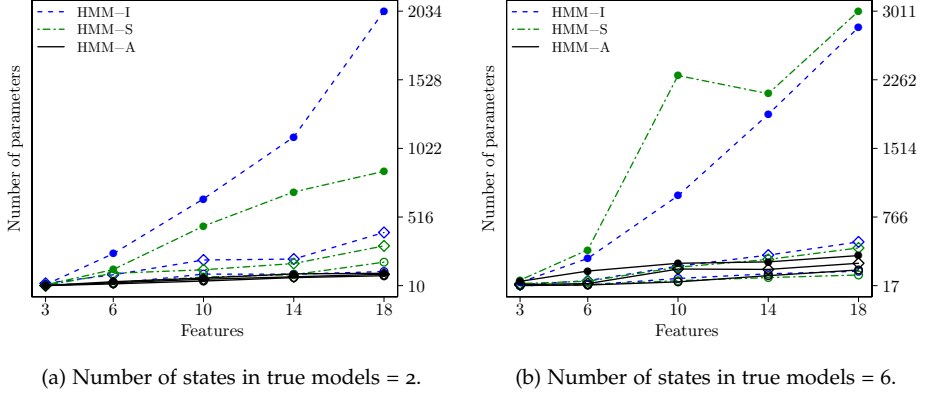 HMM−I
HMM−S
HMM−A
Number of parameters
2034
1528
1022
516
10
3 6 10 14 18
Features
(a) Number of states in true models = 2.
HMM−I
HMM−S
HMM−A
Number of parameters
3011
2262
1514
766
17
3 6 10 14 18
Features
(b) Number of states in true models = 6.